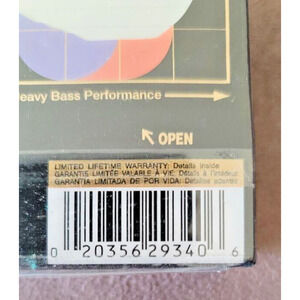 Heavy Bass Performance
OPEN
LIMITED LIFETIME WARRANTY: Details inside
GARANTIE LIMITÉE VALABLE À VIE: Détails à l'intérieur
GARANTIA LIMITADA DE POR VIDA: Detalles adentro
0 20356 29340 6